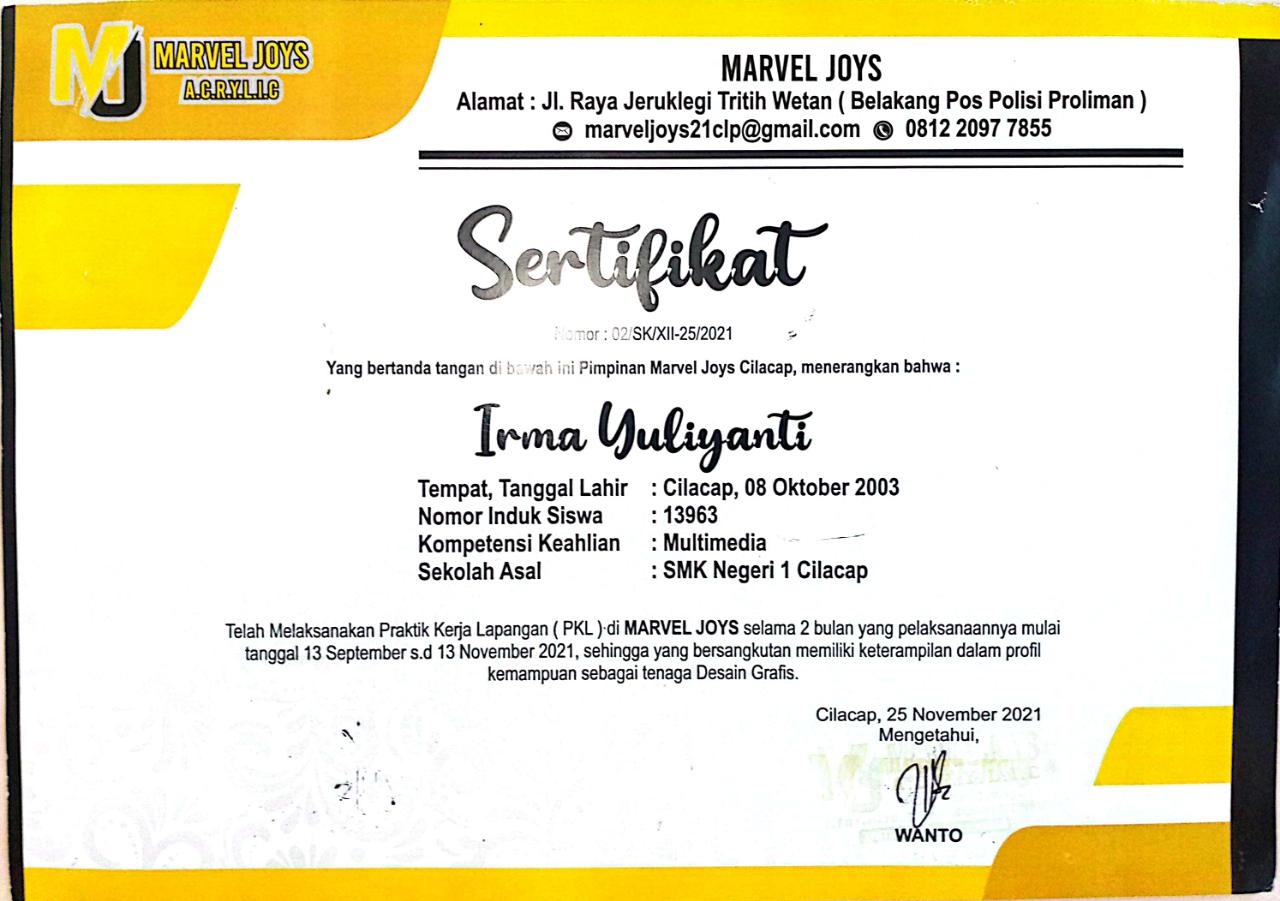 MJ
MARVEL JOYS
A.C.R.Y.L.I.C
MARVEL JOYS
Alamat : Jl. Raya Jeruklegi Tritih Wetan ( Belakang Pos Polisi Proliman )
marveljoys21clp@gmail.com 0812 2097 7855
Sertifikat
Nomor : 02/SK/XII-25/2021
Yang bertanda tangan di bawah ini Pimpinan Marvel Joys Cilacap, menerangkan bahwa :
Irma Yuliyanti
Tempat, Tanggal Lahir : Cilacap, 08 Oktober 2003
Nomor Induk Siswa : 13963
Kompetensi Keahlian : Multimedia
Sekolah Asal : SMK Negeri 1 Cilacap
Telah Melaksanakan Praktik Kerja Lapangan ( PKL ) di MARVEL JOYS selama 2 bulan yang pelaksanaannya mulai
tanggal 13 September s.d 13 November 2021, sehingga yang bersangkutan memiliki keterampilan dalam profil
kemampuan sebagai tenaga Desain Grafis.
Cilacap, 25 November 2021
Mengetahui,
WANTO